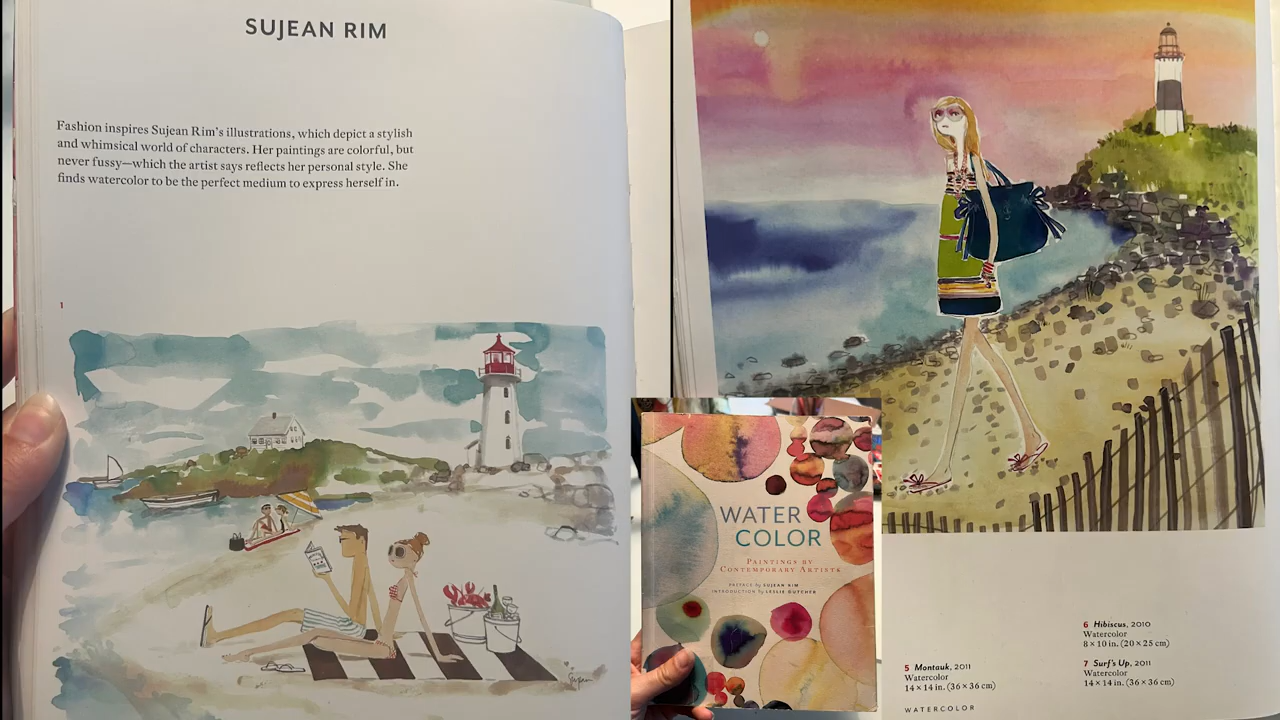 SUJEAN RIM
Fashion inspires Sujean Rim's illustrations, which depict a stylish
and whimsical world of characters. Her paintings are colorful, but
never fussy—which the artist says reflects her personal style. She
finds watercolor to be the perfect medium to express herself in.
1
WATER
COLOR
PAINTINGS BY
CONTEMPORARY ARTISTS
PREFACE BY SUJEAN RIM
INTRODUCTION BY LESLIE DUTCHER
5 Montauk, 2011
Watercolor
14 × 14 in. (36 × 36 cm)
6 Hibiscus, 2010
Watercolor
8 × 10 in. (20 × 25 cm)
7 Surf's Up, 2011
Watercolor
14 × 14 in. (36 × 36 cm)
WATERCOLOR